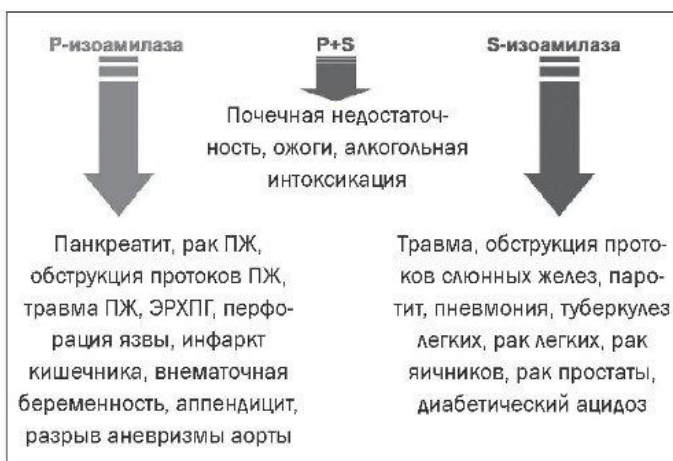 Р-изоамилаза
Р+S
S-изоамилаза
Почечная недостаточ-
ность, ожоги, алкогольная
интоксикация
Панкреатит, рак ПЖ,
обструкция протоков ПЖ,
травма ПЖ, ЭРХПГ, перфо-
рация язвы, инфаркт
кишечника, внематочная
беременность, аппендицит,
разрыв аневризмы аорты
Травма, обструкция прото-
ков слюнных желез, паро-
тит, пневмония, туберкулез
легких, рак легких, рак
яичников, рак простаты,
диабетический ацидоз